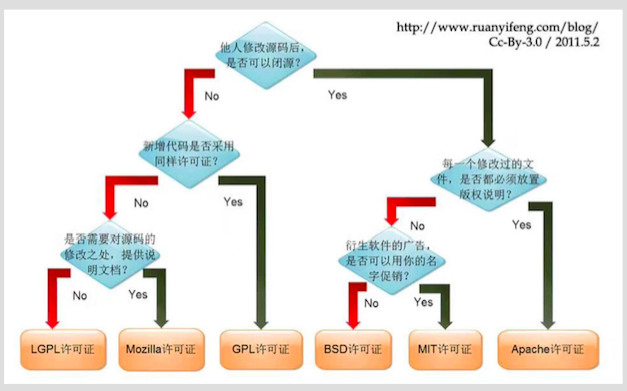 http://www.ruanyifeng.com/blog/
Cc-By-3.0 / 2011.5.2
他人修改源码后，
是否可以闭源？
No
Yes
新增代码是否采用
同样许可证？
每一个修改过的文
件，是否都必须放置
版权说明？
No
Yes
No
Yes
是否需要对源码的
修改之处，提供说
明文档？
衍生软件的广告，
是否可以用你的名
字促销？
No
Yes
No
Yes
LGPL许可证
Mozilla许可证
GPL许可证
BSD许可证
MIT许可证
Apache许可证